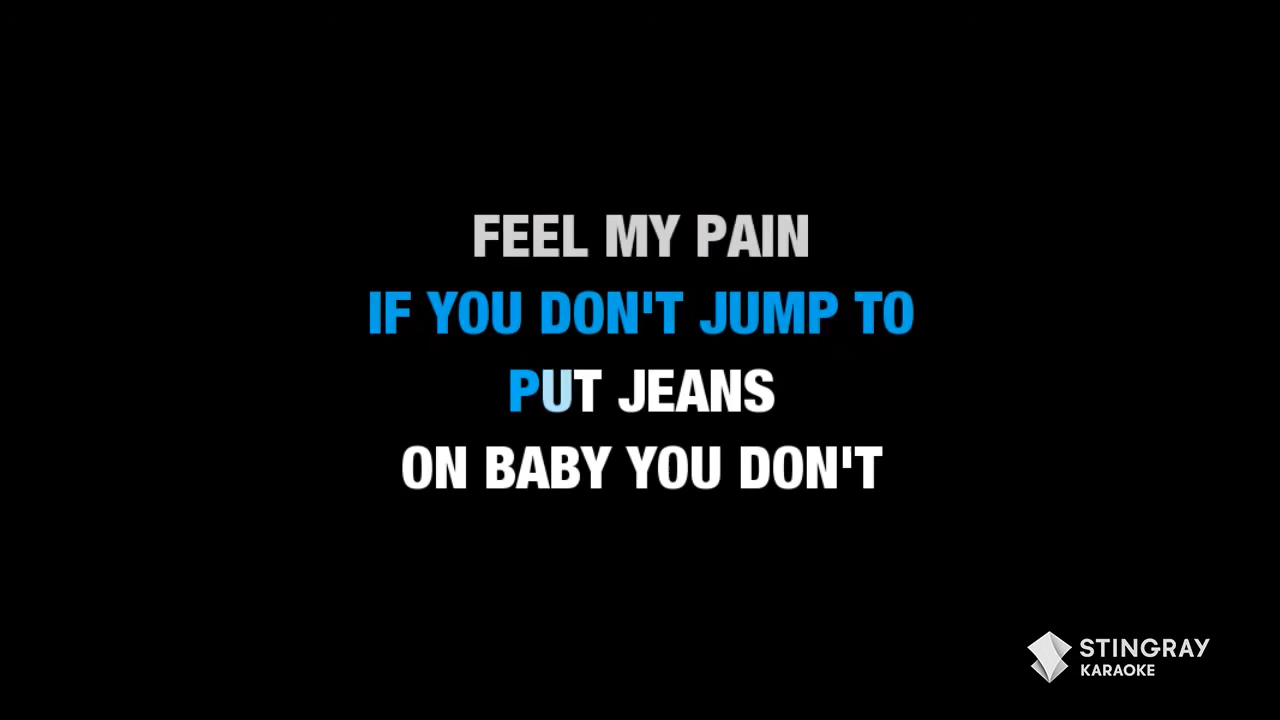 FEEL MY PAIN
IF YOU DON'T JUMP TO
PUT JEANS
ON BABY YOU DON'T
STINGRAY
KARAOKE